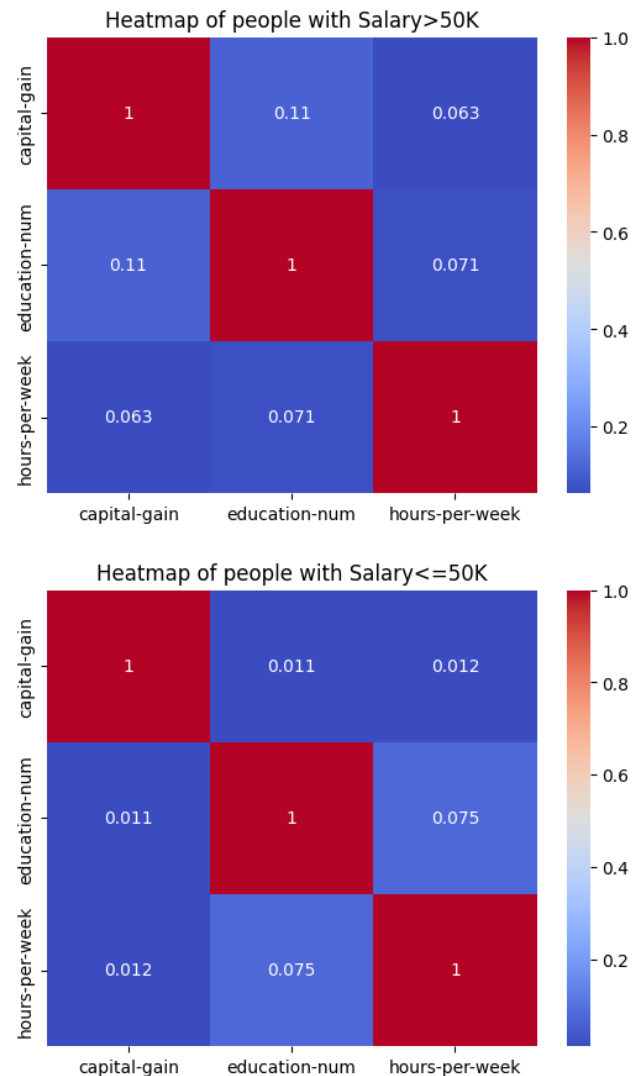 Heatmap of people with Salary>50K
capital-gain
1
0.11
0.063
education-num
0.11
1
0.071
hours-per-week
0.063
0.071
1
capital-gain
education-num
hours-per-week
1.0
0.8
0.6
0.4
0.2
Heatmap of people with Salary<=50K
capital-gain
1
0.011
0.012
education-num
0.011
1
0.075
hours-per-week
0.012
0.075
1
capital-gain
education-num
hours-per-week
1.0
0.8
0.6
0.4
0.2